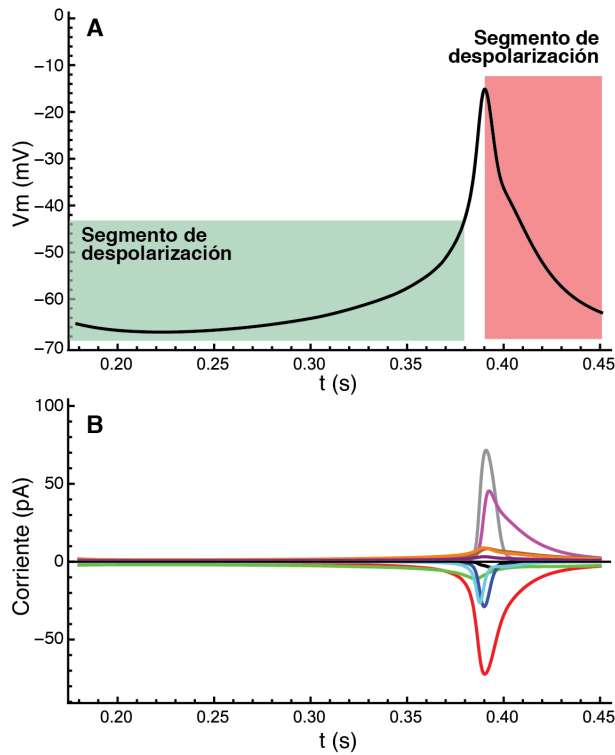 A
Segmento de
despolarización
Segmento de
despolarización
Vm (mV)
0
−10
−20
−30
−40
−50
−60
−70
0.20
0.25
0.30
0.35
0.40
0.45
t (s)
B
Corriente (pA)
100
50
0
−50
0.20
0.25
0.30
0.35
0.40
0.45
t (s)